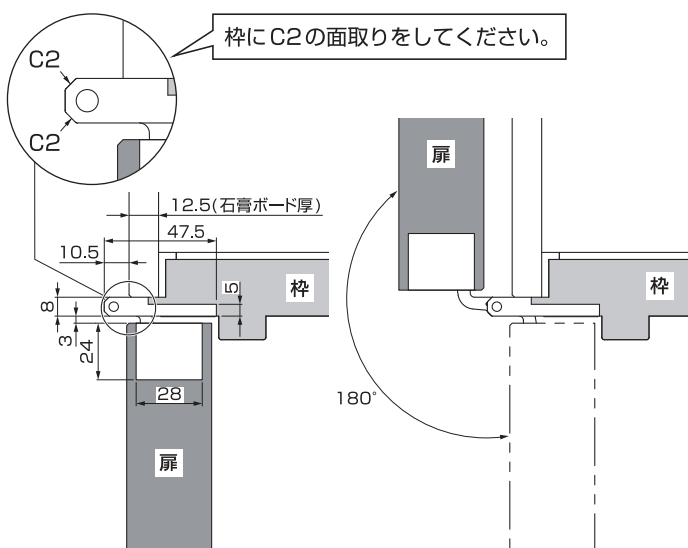 枠にC2の面取りをしてください。
C2
C2
扉
12.5(石膏ボード厚)
47.5
10.5
5
枠
枠
8
3
24
28
180°
扉